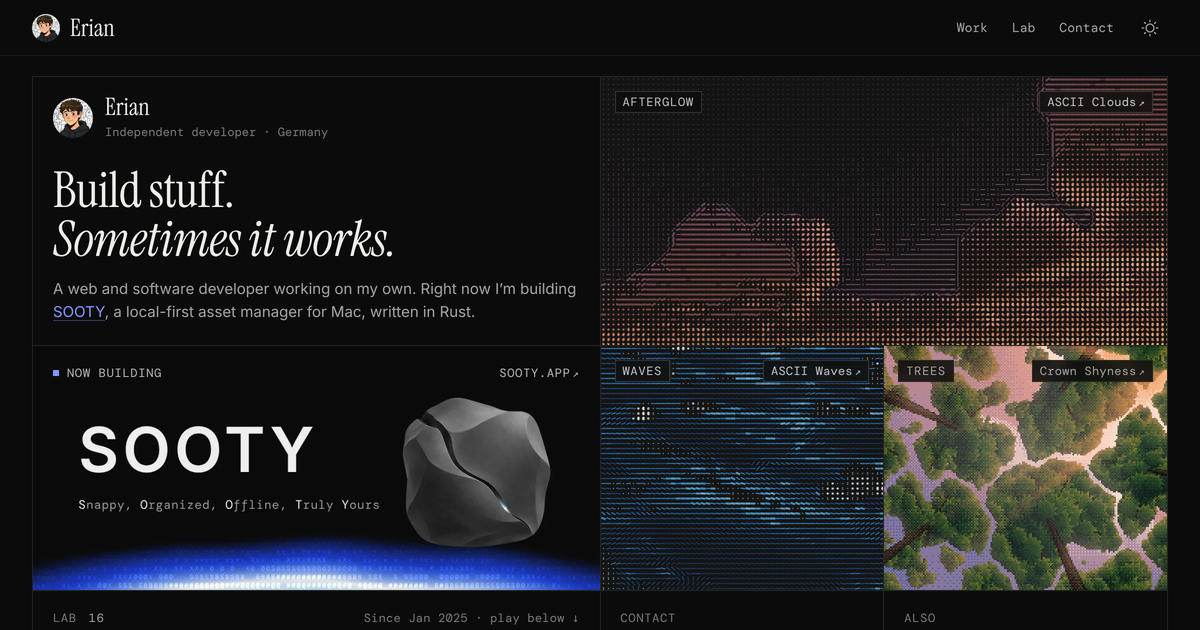 Erian
Work Lab Contact
Erian
Independent developer · Germany
Build stuff.
Sometimes it works.
A web and software developer working on my own. Right now I’m building
SOOTY, a local-first asset manager for Mac, written in Rust.
AFTERGLOW
ASCII Clouds↗
NOW BUILDING
SOOTY.APP↗
SOOTY
Snappy, Organized, Offline, Truly Yours
WAVES
ASCII Waves↗
TREES
Crown Shyness↗
LAB 16
Since Jan 2025 · play below ↓
CONTACT
ALSO